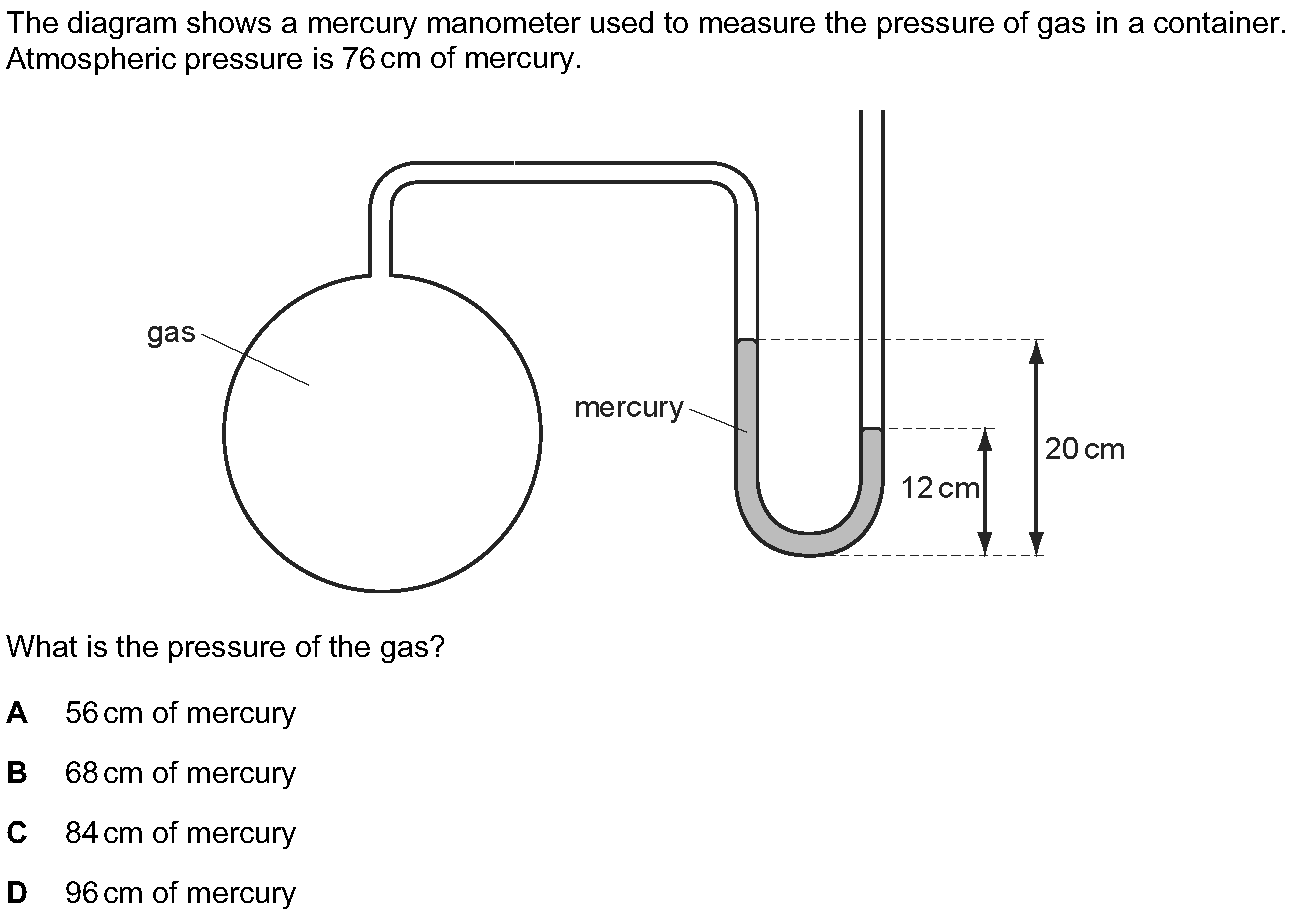 The diagram shows a mercury manometer used to measure the pressure of gas in a container.
Atmospheric pressure is 76 cm of mercury.
gas
mercury
20 cm
12 cm
What is the pressure of the gas?
A 56 cm of mercury
B 68 cm of mercury
C 84 cm of mercury
D 96 cm of mercury